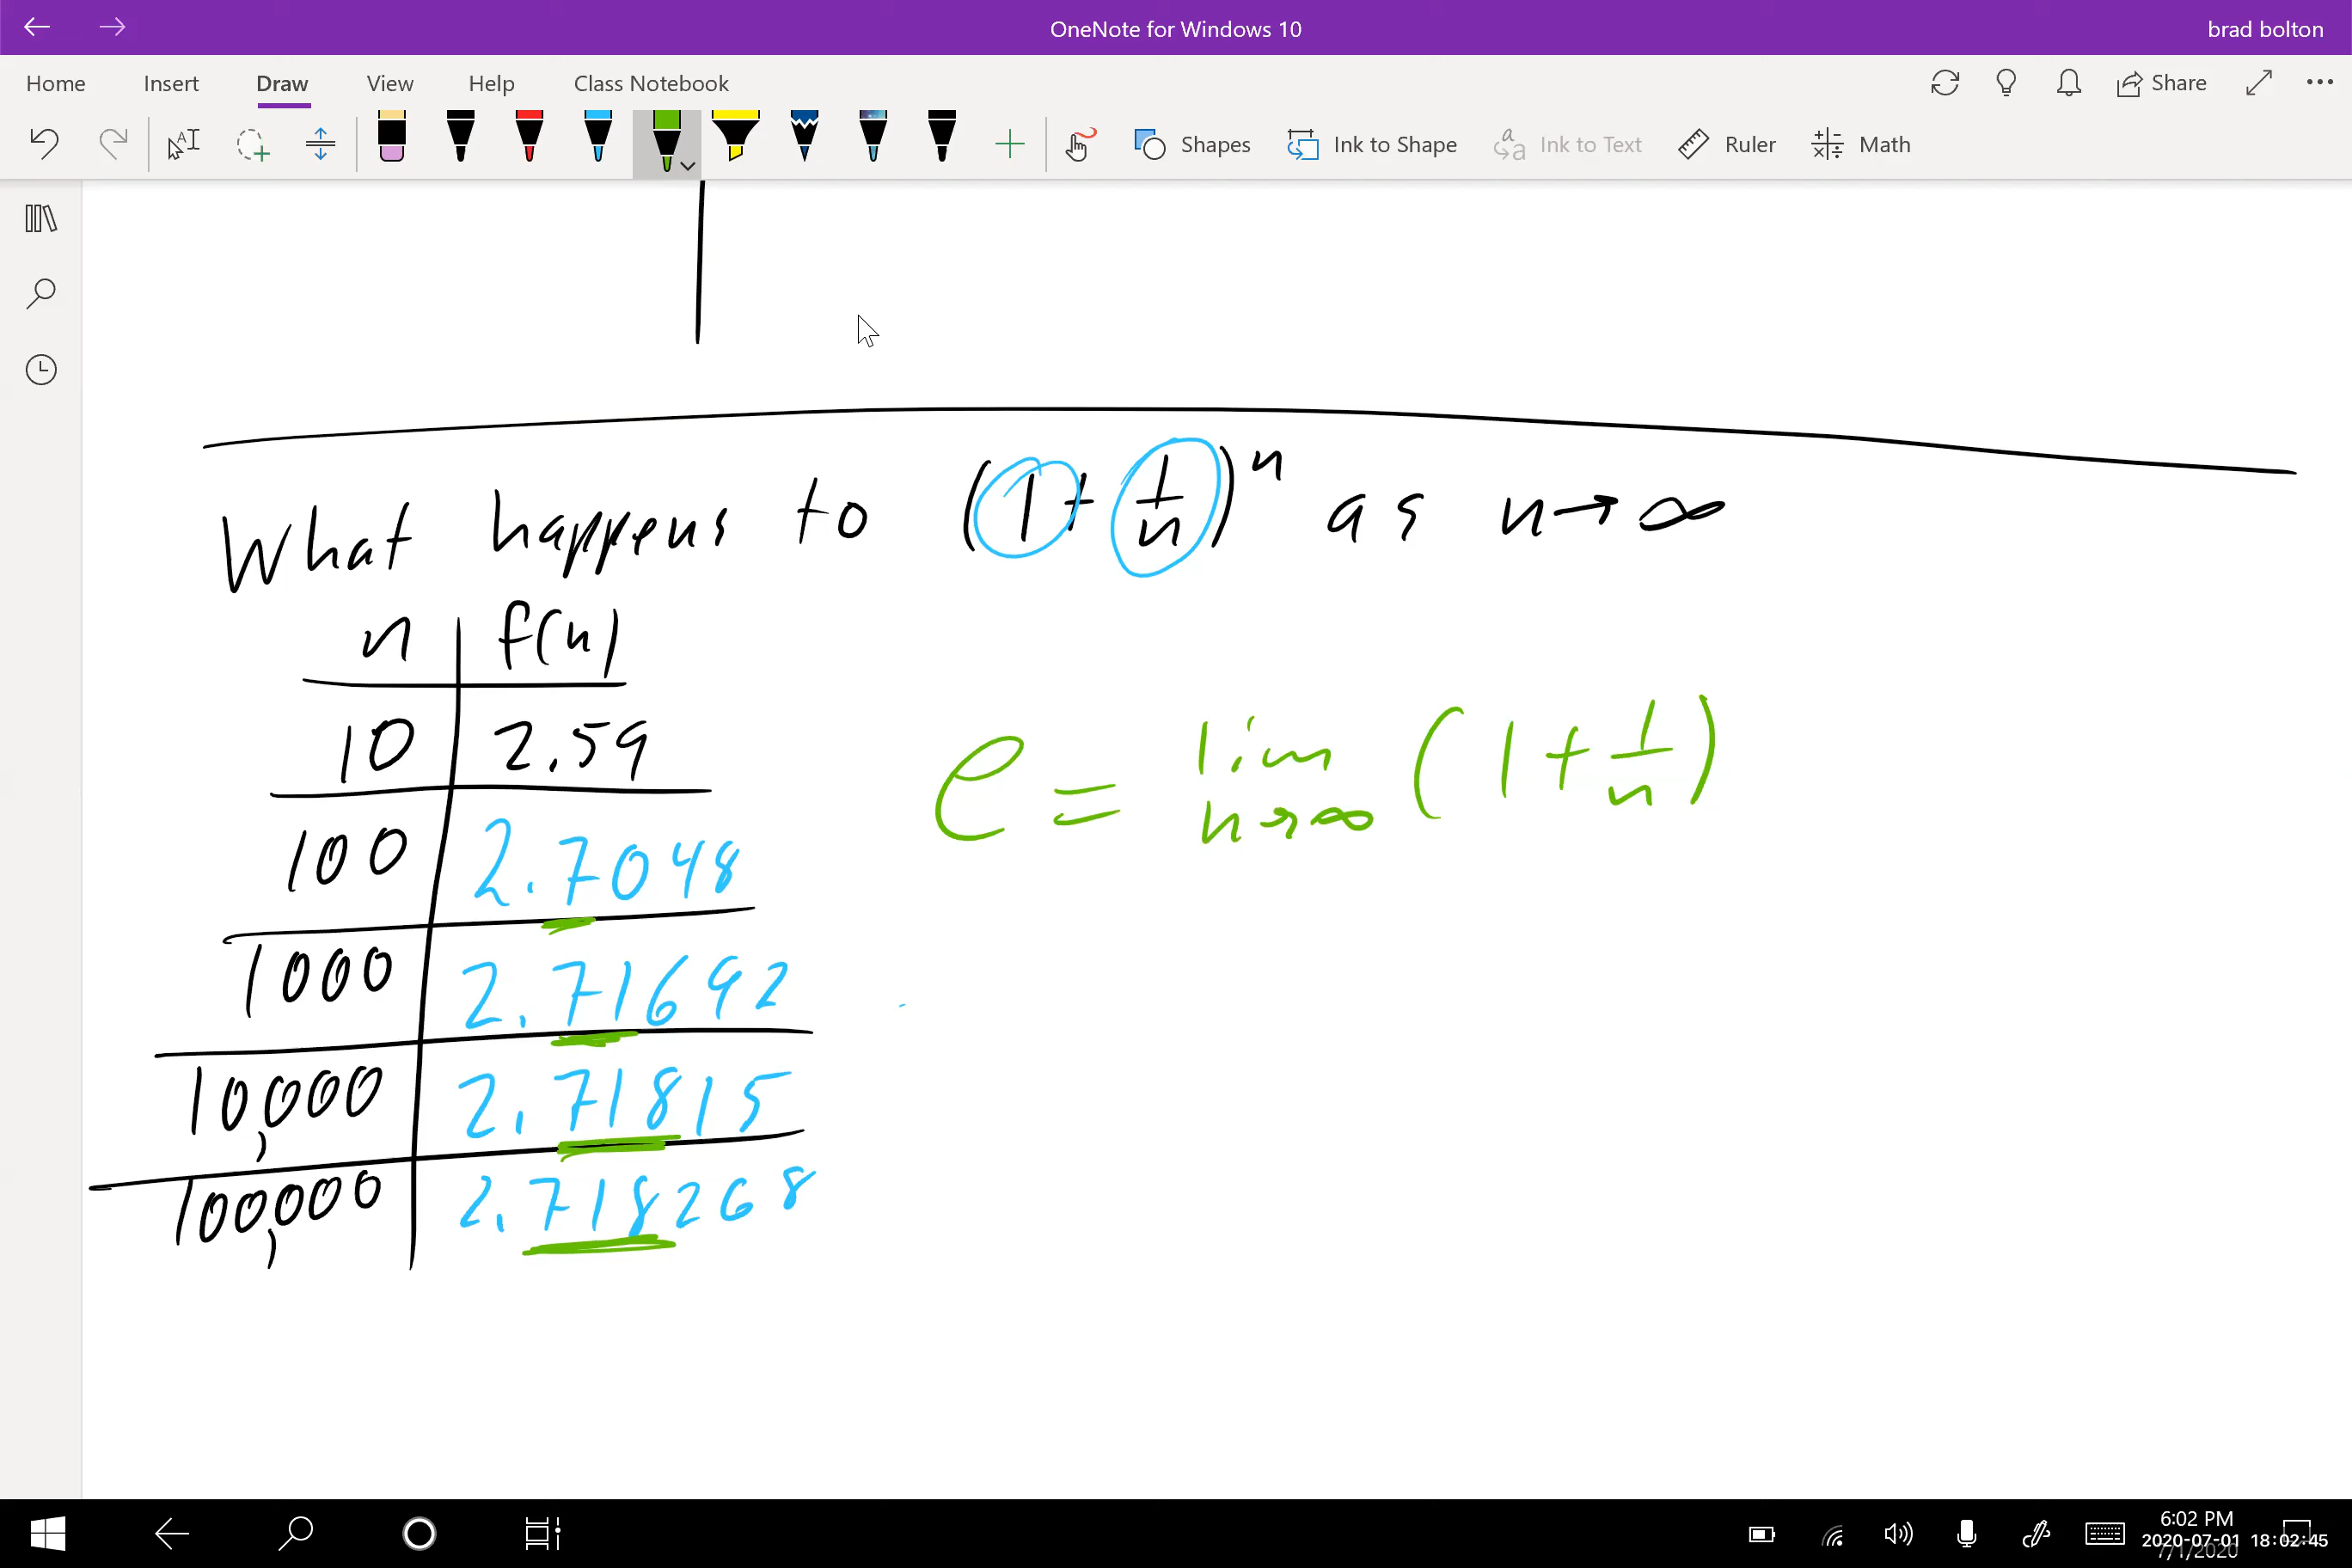 OneNote for Windows 10
brad bolton
Home Insert Draw View Help Class Notebook
Share
Shapes Ink to Shape Ink to Text Ruler Math
What happens to (1 + 1/n)^n as n → ∞
n f(n)
10 2.59
100 2.7048
1000 2.71692
10,000 2.71815
100,000 2.718268
e = lim n→∞ (1 + 1/n)
6:02 PM
2020-07-01 18:02:45
7/1/2020